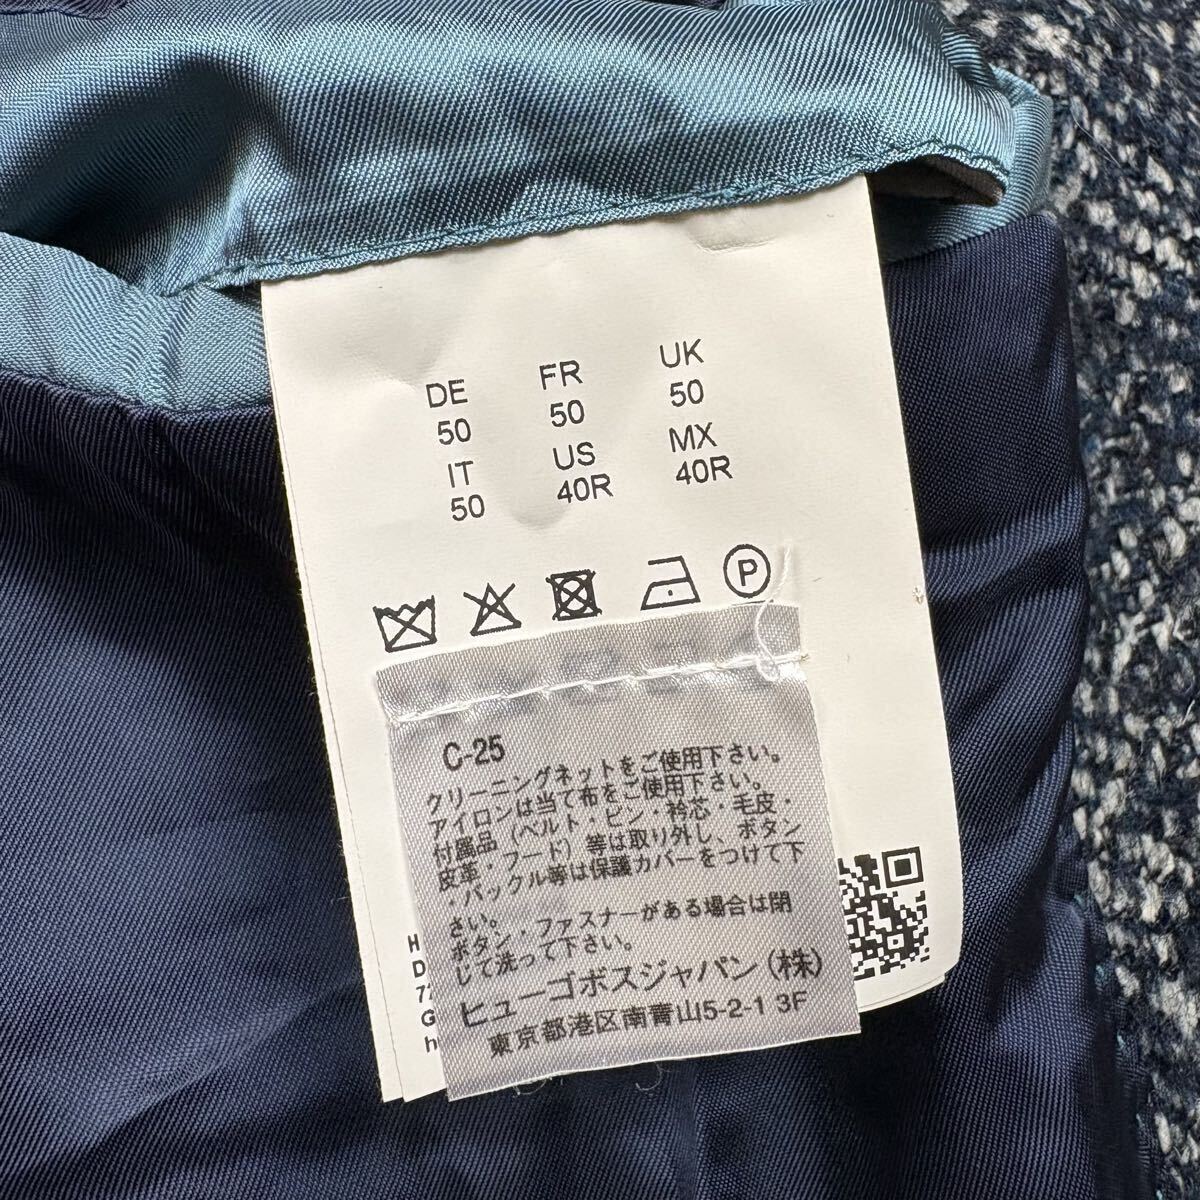 DE FR UK
50 50 50
IT US MX
50 40R 40R
P
C-25
クリーニングネットをご使用下さい。
アイロンは当て布をご使用下さい。
付属品(ベルト・ピン・衿芯・毛皮・
皮革・フード)等は取り外し、ボタン
・バックル等は保護カバーをつけて下
さい。
ボタン・ファスナーがある場合は閉
じて洗って下さい。
ヒューゴボスジャパン(株)
東京都港区南青山5-2-1 3F
H
D
G
h